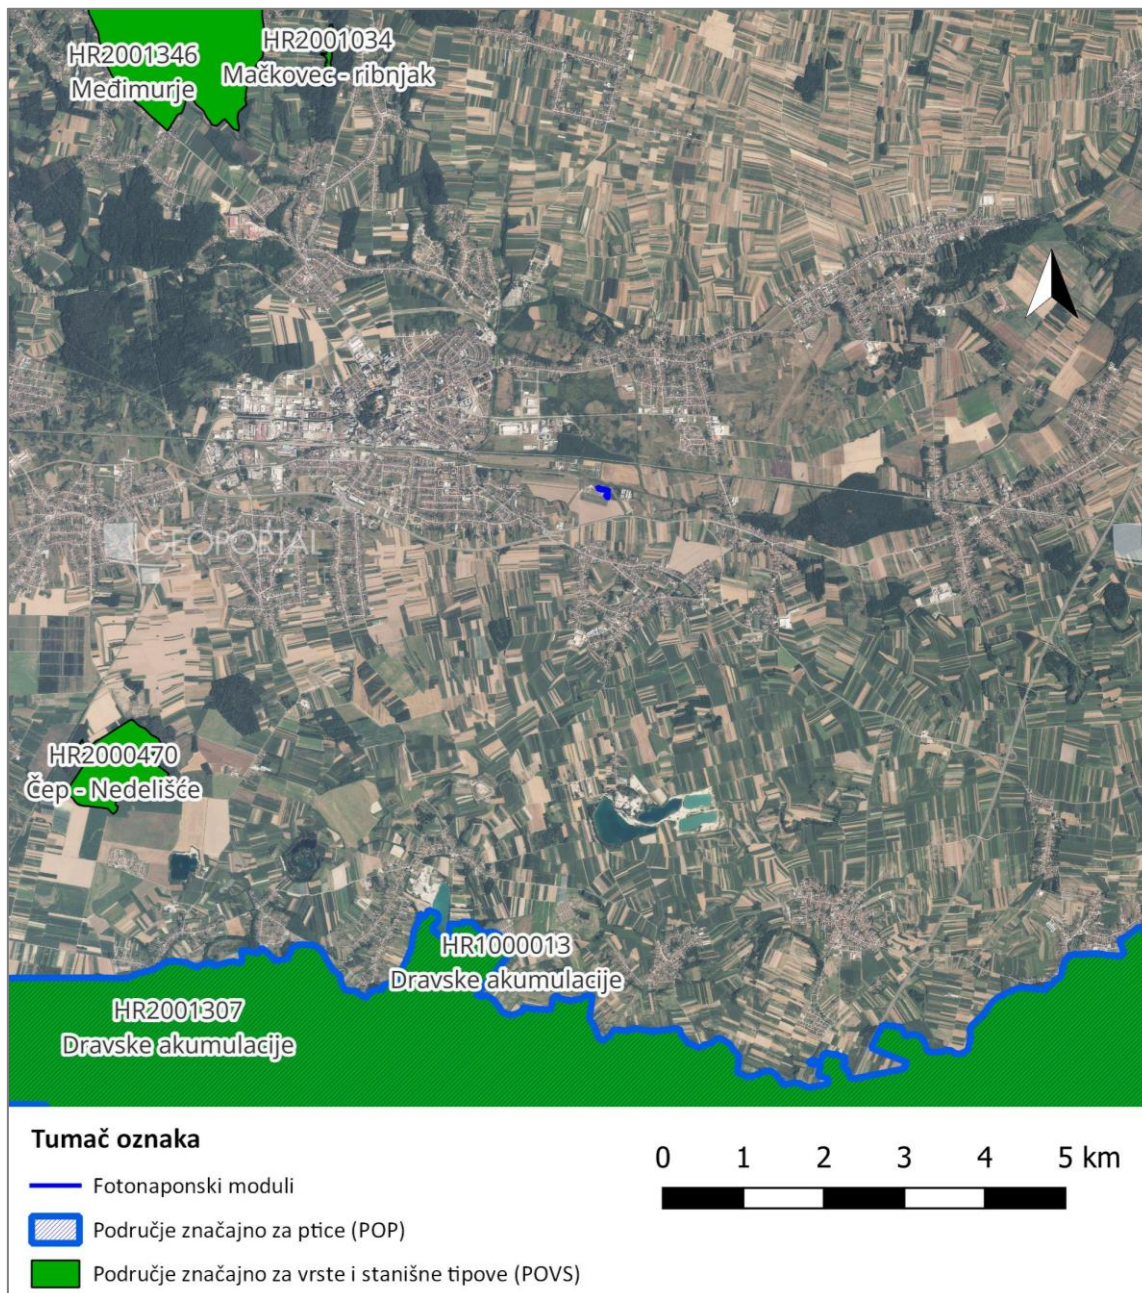 HR2001346
Međimurje
HR2001034
Mačkovec - ribnjak
GEOPORTAL
HR2000470
Čep - Nedelišće
HR1000013
Dravske akumulacije
HR2001307
Dravske akumulacije
Tumač oznaka
Fotonaponski moduli
Područje značajno za ptice (POP)
Područje značajno za vrste i stanišne tipove (POVS)
0 1 2 3 4 5 km